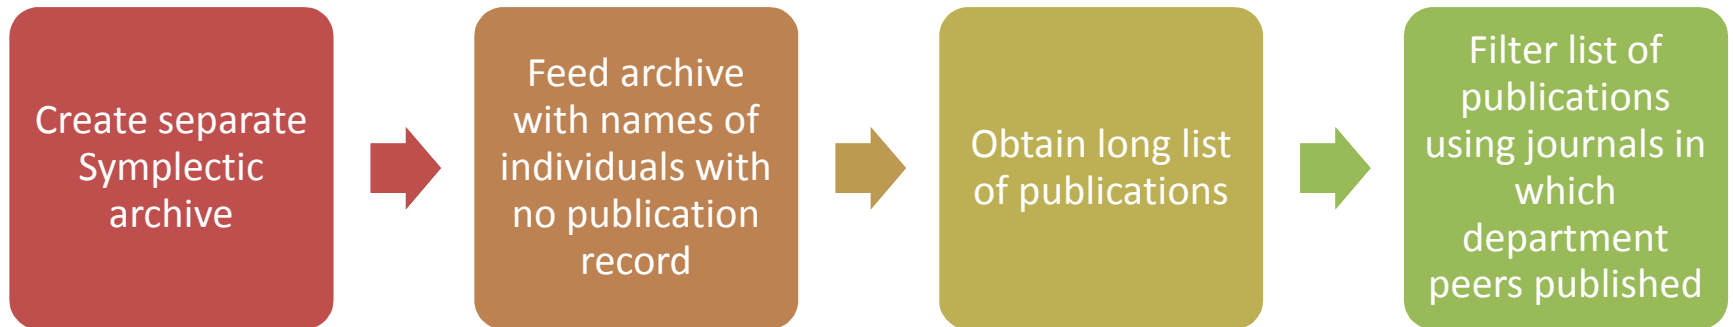 Create separate
Symplectic
archive
Feed archive
with names of
individuals with
no publication
record
Obtain long list
of publications
Filter list of
publications
using journals in
which
department
peers published